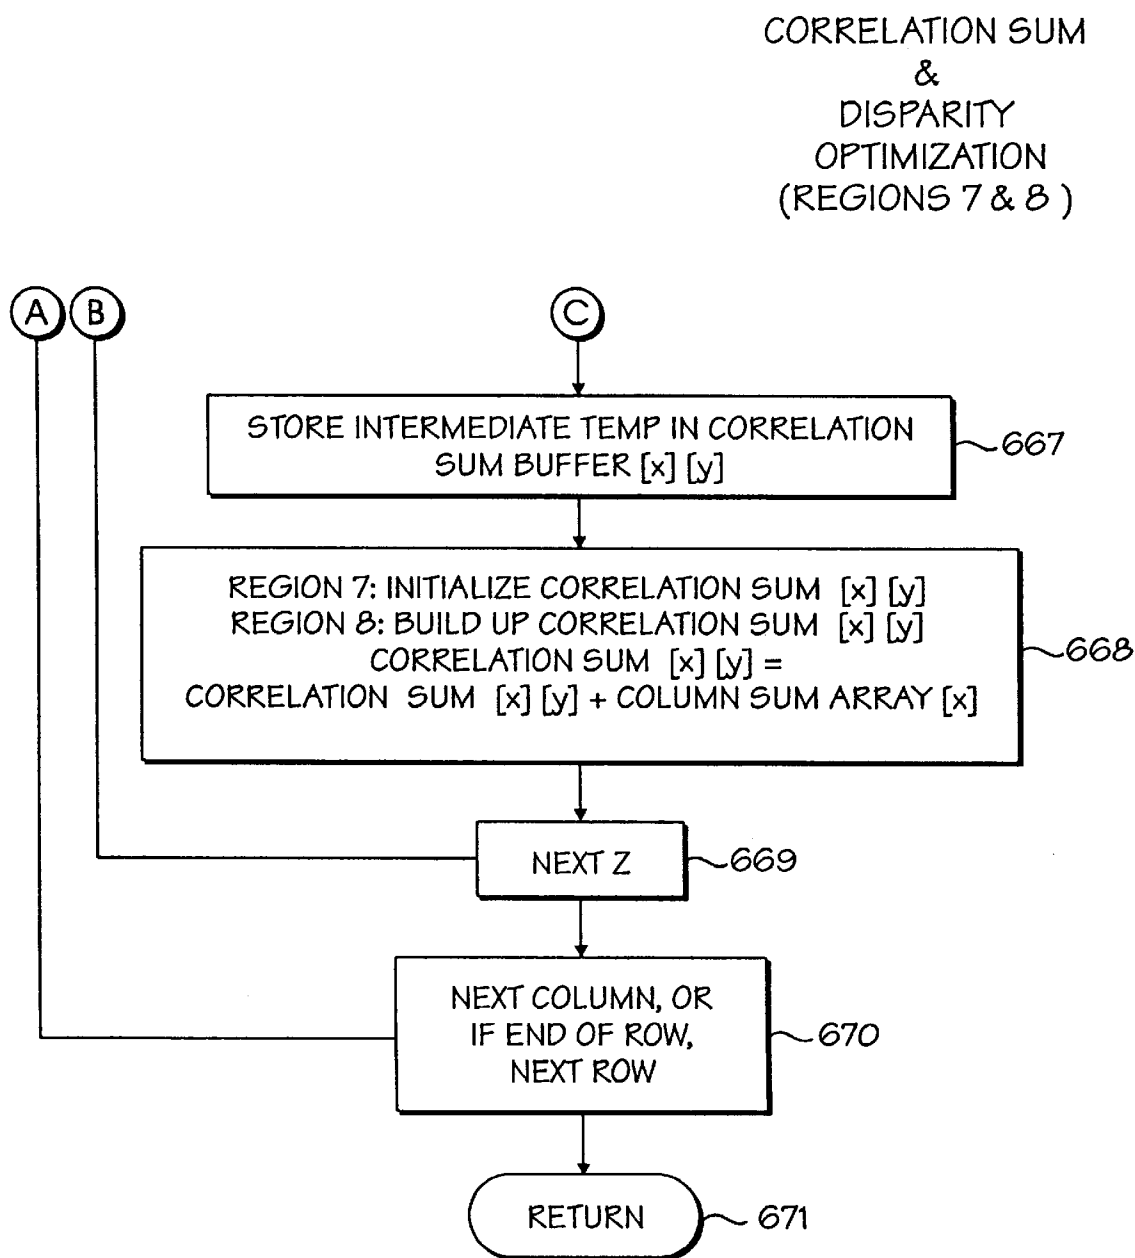 CORRELATION SUM
&
DISPARITY
OPTIMIZATION
(REGIONS 7 & 8 )
A B C
STORE INTERMEDIATE TEMP IN CORRELATION
SUM BUFFER [x] [y]
667
REGION 7: INITIALIZE CORRELATION SUM [x] [y]
REGION 8: BUILD UP CORRELATION SUM [x] [y]
CORRELATION SUM [x] [y] =
CORRELATION SUM [x] [y] + COLUMN SUM ARRAY [x]
668
NEXT Z
669
NEXT COLUMN, OR
IF END OF ROW,
NEXT ROW
670
RETURN
671